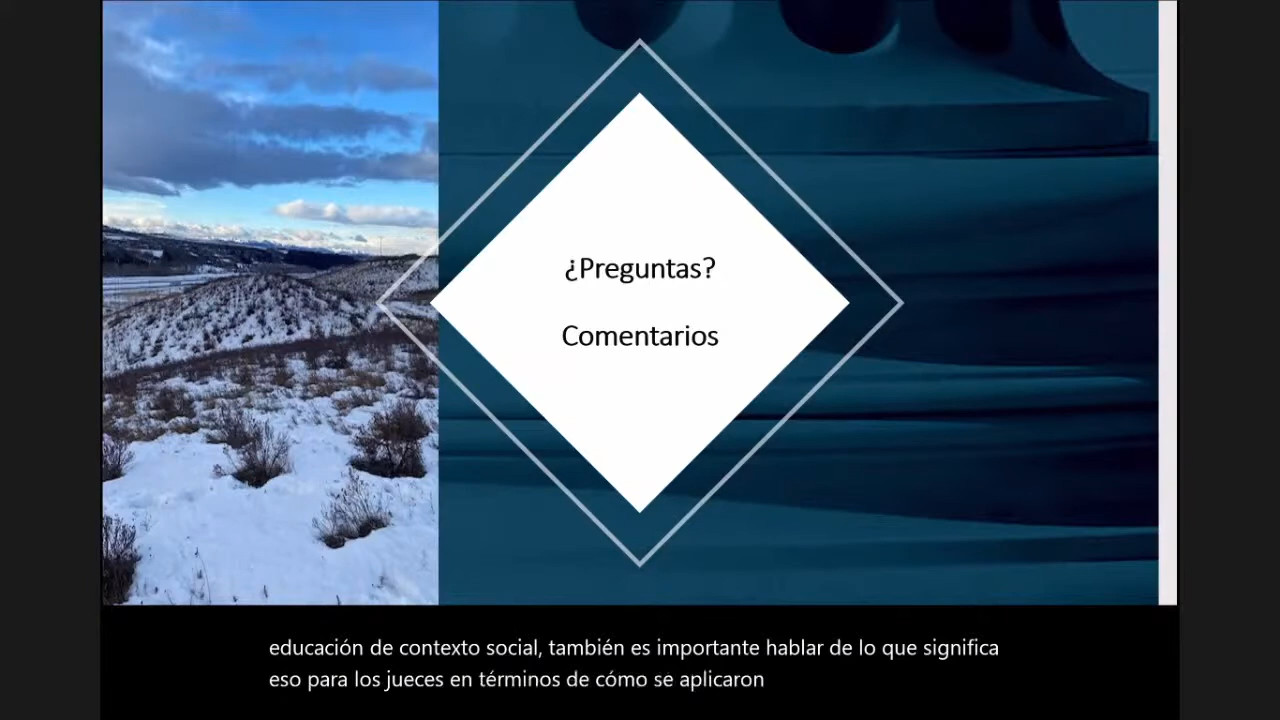 ¿Preguntas?
Comentarios
educación de contexto social, también es importante hablar de lo que significa
eso para los jueces en términos de cómo se aplicaron